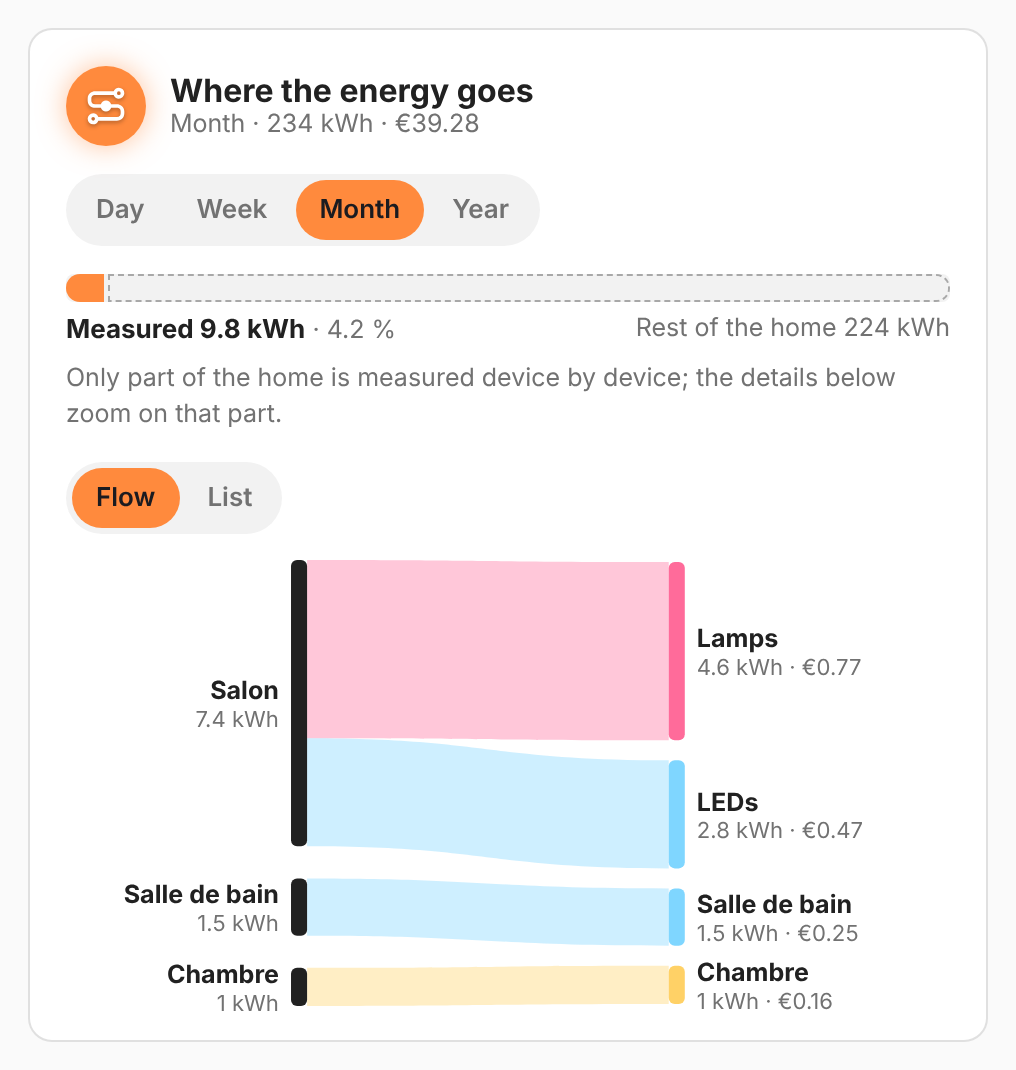 Where the energy goes
Month · 234 kWh · €39.28
Day Week Month Year
Measured 9.8 kWh · 4.2 %
Rest of the home 224 kWh
Only part of the home is measured device by device; the details below
zoom on that part.
Flow List
Salon
7.4 kWh
Lamps
4.6 kWh · €0.77
LEDs
2.8 kWh · €0.47
Salle de bain
1.5 kWh
Salle de bain
1.5 kWh · €0.25
Chambre
1 kWh
Chambre
1 kWh · €0.16